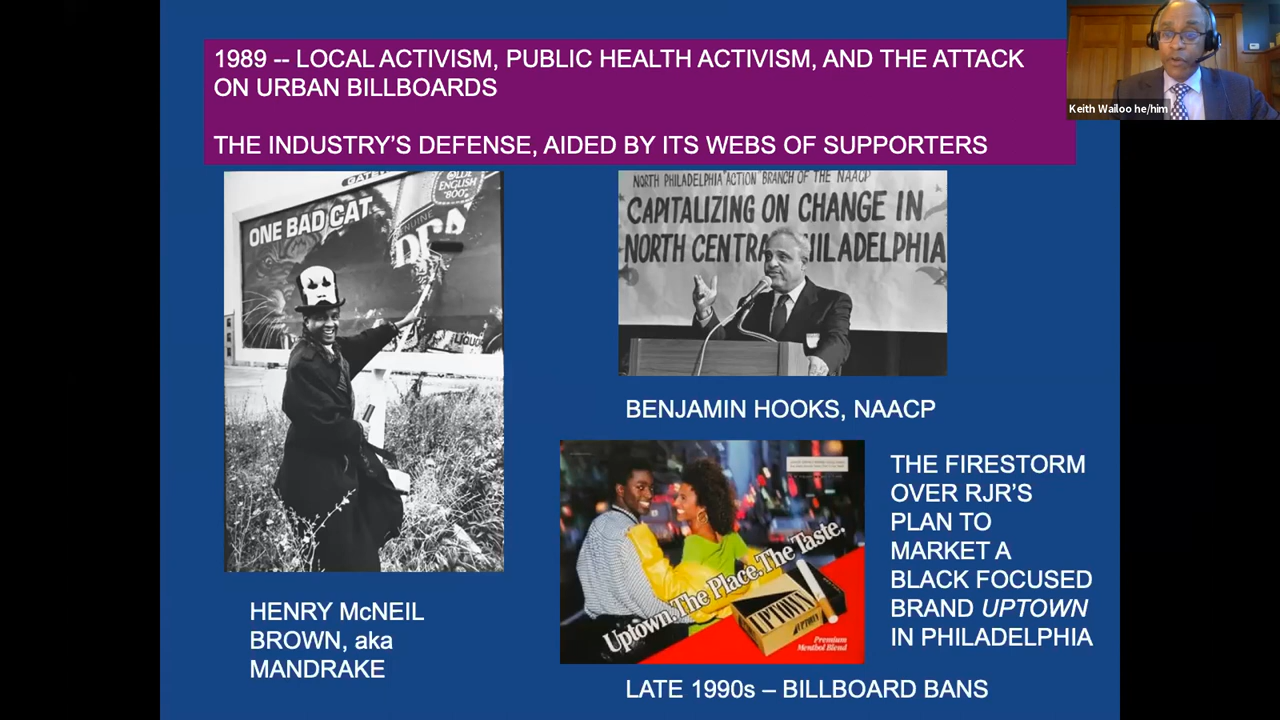 1989 -- LOCAL ACTIVISM, PUBLIC HEALTH ACTIVISM, AND THE ATTACK
ON URBAN BILLBOARDS
THE INDUSTRY'S DEFENSE, AIDED BY ITS WEBS OF SUPPORTERS
Keith Wailoo he/him
OLDE
ENGLISH
"800"
ONE BAD CAT
GENUINE
NORTH PHILADELPHIA "ACTION" BRANCH OF THE NAACP
CAPITALIZING ON CHANGE IN
NORTH CENTRA HILADELPHIA
BENJAMIN HOOKS, NAACP
Uptown. The Place. The Taste.
UPTOWN
Premium
Menthol Blend
THE FIRESTORM
OVER RJR'S
PLAN TO
MARKET A
BLACK FOCUSED
BRAND UPTOWN
IN PHILADELPHIA
HENRY McNEIL
BROWN, aka
MANDRAKE
LATE 1990s – BILLBOARD BANS